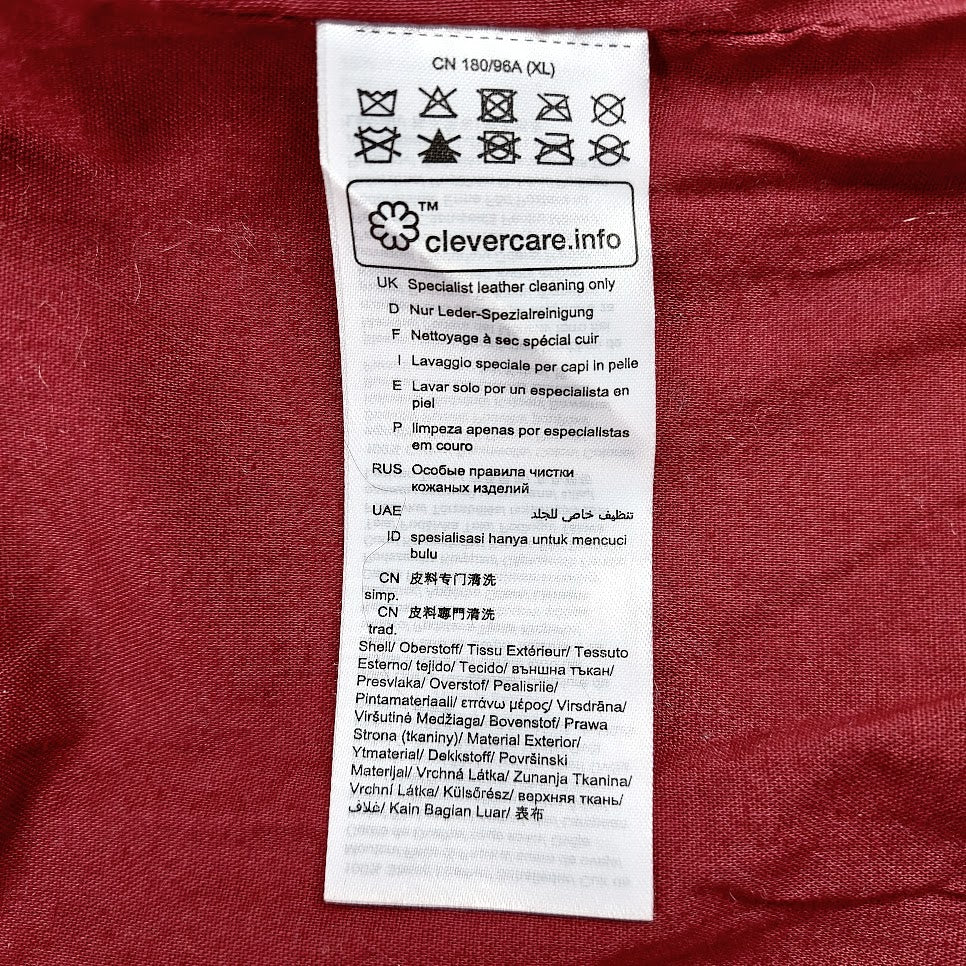 CN 180/96A (XL)
TM
clevercare.info
UK Specialist leather cleaning only
D Nur Leder-Spezialreinigung
F Nettoyage à sec spécial cuir
I Lavaggio speciale per capi in pelle
E Lavar solo por un especialista en
piel
P limpeza apenas por especialistas
em couro
RUS Особые правила чистки
кожаных изделий
UAE تنظيف خاص للجلد
ID spesialisasi hanya untuk mencuci
bulu
CN 皮料专门清洗
simp.
CN 皮料專門清洗
trad.
Shell/ Oberstoff/ Tissu Extérieur/ Tessuto
Esterno/ tejido/ Tecido/ външна тъкан/
Presvlaka/ Overstof/ Pealisriie/
Pintamateriaali/ επάνω μέρος/ Virsdrāna/
Viršutinė Medžiaga/ Bovenstof/ Prawa
Strona (tkaniny)/ Material Exterior/
Ytmaterial/ Dekkstoff/ Površinski
Materijal/ Vrchná Látka/ Zunanja Tkanina/
Vrchní Látka/ Külsőrész/ верхняя ткань/
غلاف/ Kain Bagian Luar/ 表布